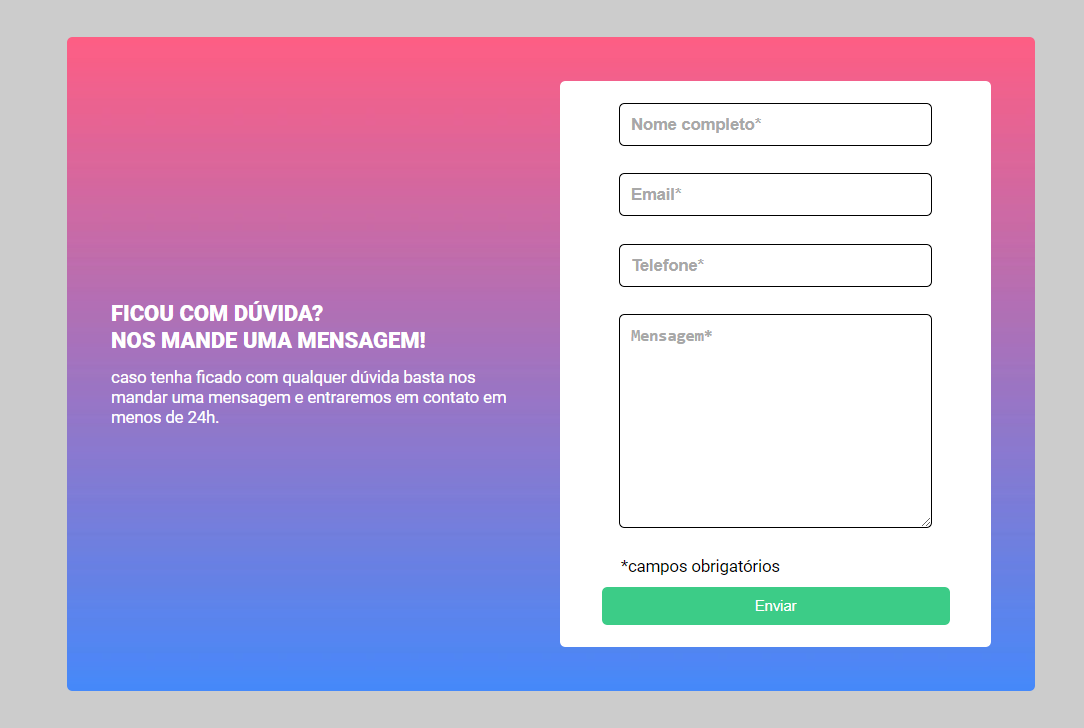 FICOU COM DÚVIDA?
NOS MANDE UMA MENSAGEM!
caso tenha ficado com qualquer dúvida basta nos
mandar uma mensagem e entraremos em contato em
menos de 24h.
Nome completo*
Email*
Telefone*
Mensagem*
*campos obrigatórios
Enviar